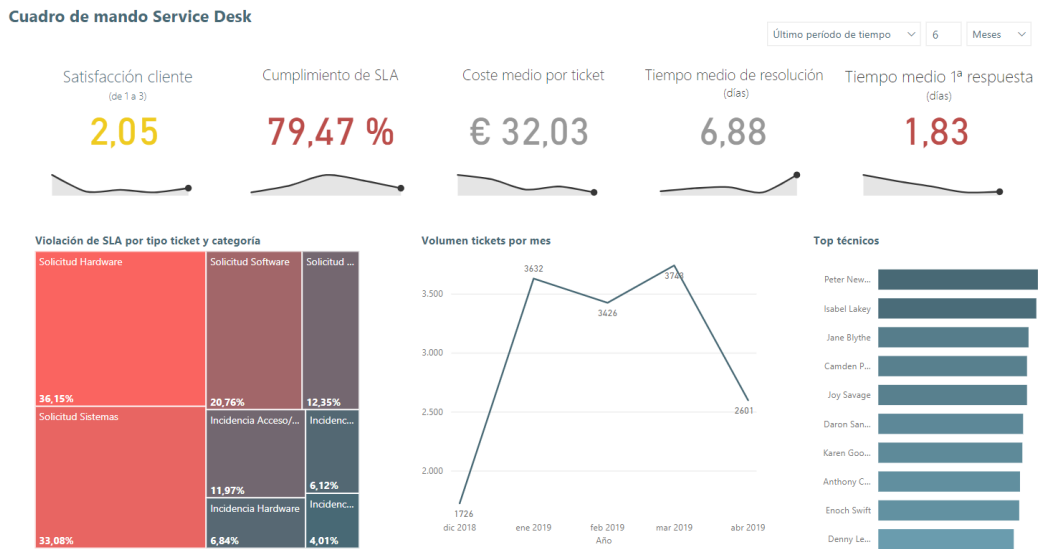 Cuadro de mando Service Desk
Último período de tiempo
6
Meses
Satisfacción cliente
(de 1 a 3)
2,05
Cumplimiento de SLA
79,47 %
Coste medio por ticket
€ 32,03
Tiempo medio de resolución
(días)
6,88
Tiempo medio 1ª respuesta
(días)
1,83
Violación de SLA por tipo ticket y categoría
Solicitud Hardware
36,15%
Solicitud Software
20,76%
Solicitud ...
12,35%
Solicitud Sistemas
33,08%
Incidencia Acceso/...
11,97%
Incidenc...
6,12%
Incidencia Hardware
6,84%
Incidenc...
4,01%
Volumen tickets por mes
3.500
3.000
2.500
2.000
3632
3426
3743
2601
1726
dic 2018
ene 2019
feb 2019
mar 2019
abr 2019
Año
Top técnicos
Peter New...
Isabel Lakey
Jane Blythe
Camden P...
Joy Savage
Daron San...
Karen Goo...
Anthony C...
Enoch Swift
Denny Le...